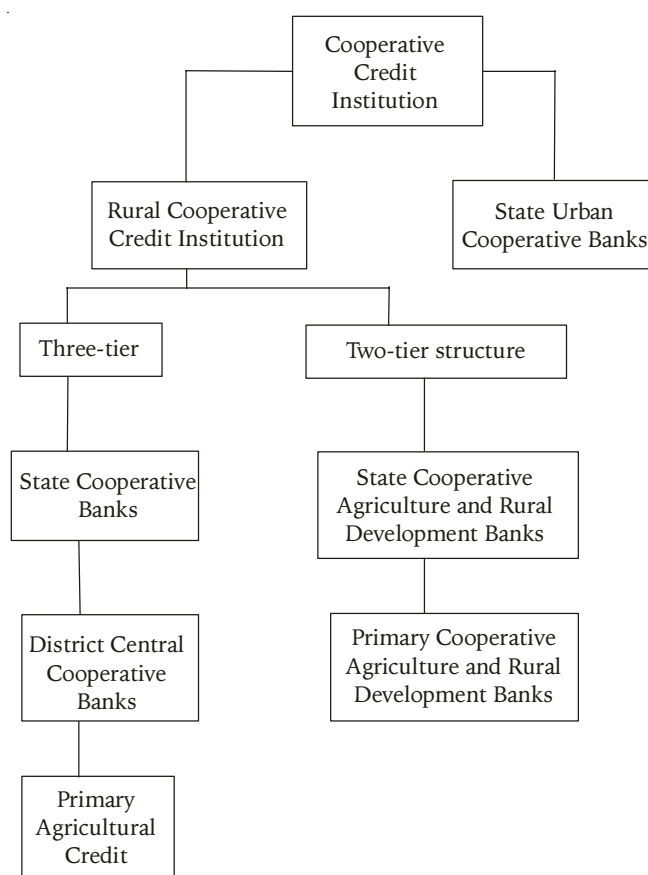 Cooperative
Credit
Institution
Rural Cooperative
Credit Institution
State Urban
Cooperative Banks
Three-tier
Two-tier structure
State Cooperative
Banks
State Cooperative
Agriculture and Rural
Development Banks
District Central
Cooperative
Banks
Primary Cooperative
Agriculture and Rural
Development Banks
Primary
Agricultural
Credit